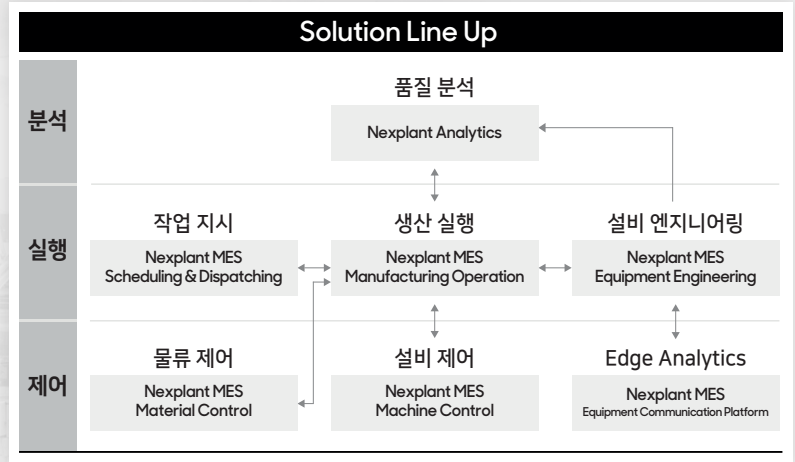 Solution Line Up
분석
품질 분석
Nexplant Analytics
실행
작업 지시
Nexplant MES
Scheduling & Dispatching
생산 실행
Nexplant MES
Manufacturing Operation
설비 엔지니어링
Nexplant MES
Equipment Engineering
제어
물류 제어
Nexplant MES
Material Control
설비 제어
Nexplant MES
Machine Control
Edge Analytics
Nexplant MES
Equipment Communication Platform